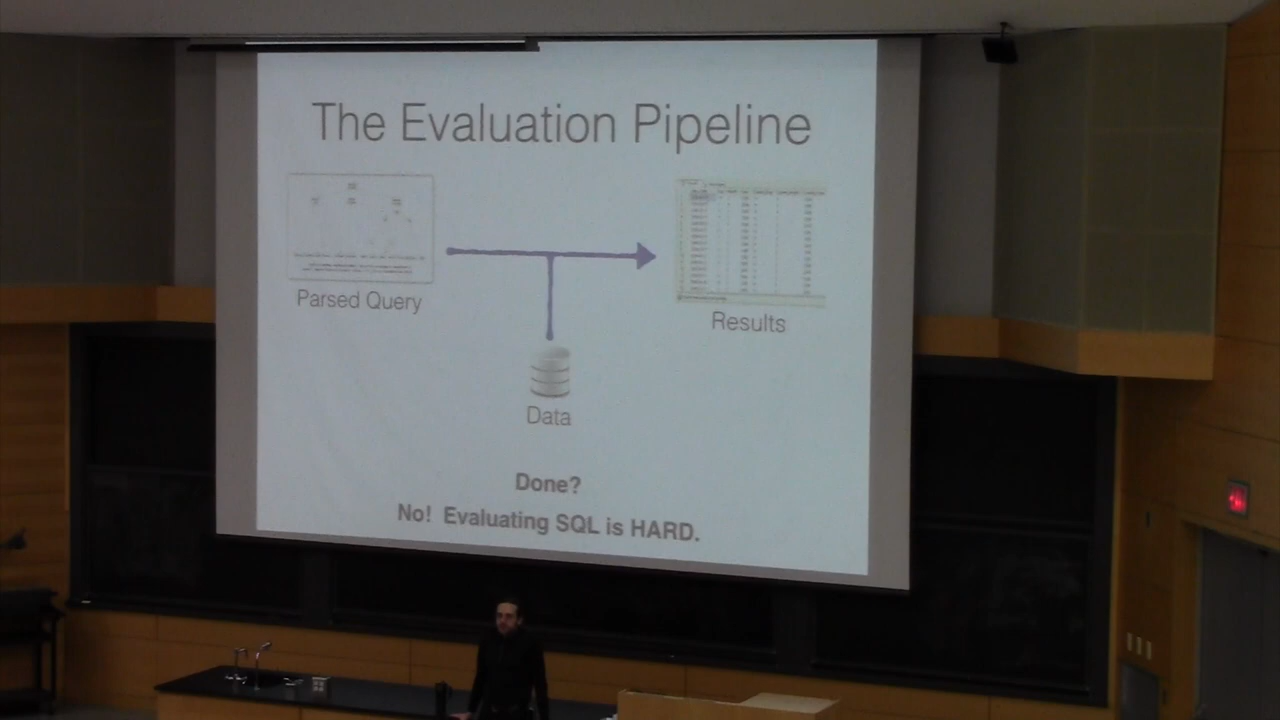 The Evaluation Pipeline
Parsed Query
Results
Data
Done?
No! Evaluating SQL is HARD.